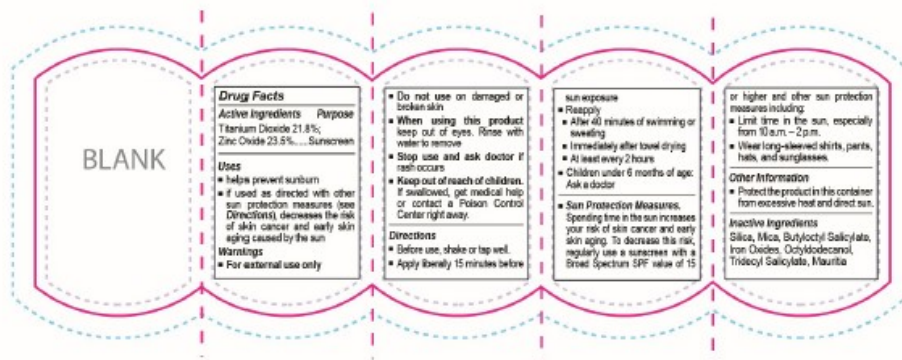 BLANK
Drug Facts
Active Ingredients Purpose
Titanium Dioxide 21.8%;
Zinc Oxide 23.5%.... Sunscreen
Uses
▪ helps prevent sunburn
▪ if used as directed with other
sun protection measures (see
Directions), decreases the risk
of skin cancer and early skin
aging caused by the sun
Warnings
▪ For external use only
▪ Do not use on damaged or
broken skin
▪ When using this product
keep out of eyes. Rinse with
water to remove
▪ Stop use and ask doctor if
rash occurs
▪ Keep out of reach of children.
If swallowed, get medical help
or contact a Poison Control
Center right away.
Directions
▪ Before use, shake or tap well.
▪ Apply liberally 15 minutes before
sun exposure
▪ Reapply
▪ After 40 minutes of swimming or
sweating
▪ Immediately after towel drying
▪ At least every 2 hours
▪ Children under 6 months of age:
Ask a doctor
▪ Sun Protection Measures.
Spending time in the sun increases
your risk of skin cancer and early
skin aging. To decrease this risk,
regularly use a sunscreen with a
Broad Spectrum SPF value of 15
or higher and other sun protection
measures including:
▪ Limit time in the sun, especially
from 10 a.m. – 2 p.m.
▪ Wear long-sleeved shirts, pants,
hats, and sunglasses.
Other Information
▪ Protect the product in this container
from excessive heat and direct sun.
Inactive Ingredients
Silica, Mica, Butyloctyl Salicylate,
Iron Oxides, Octyldodecanol,
Tridecyl Salicylate, Mauritia